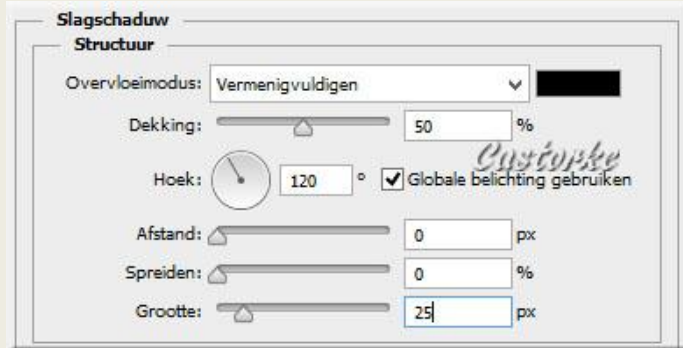 Slagschaduw
Structuur
Overvloeimodus: Vermenigvuldigen
Dekking: 50 %
Castorke
Hoek: 120 ° Globale belichting gebruiken
Afstand: 0 px
Spreiden: 0 %
Grootte: 25 px